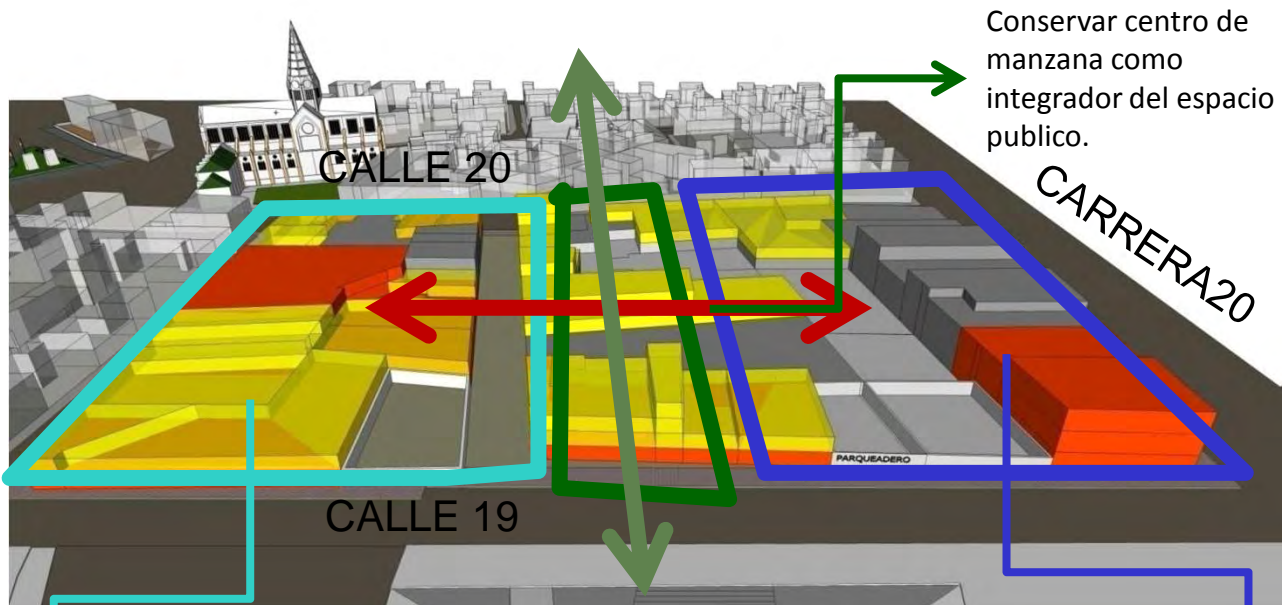 Conservar centro de
manzana como
integrador del espacio
publico.
CALLE 20
CARRERA20
PARQUEADERO
CALLE 19